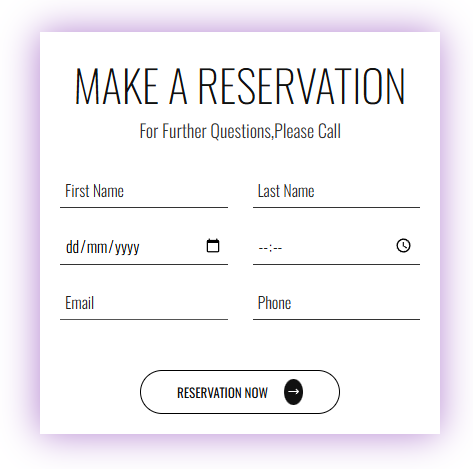 MAKE A RESERVATION
For Further Questions,Please Call
First Name Last Name
dd/mm/yyyy --:--
Email Phone
RESERVATION NOW →